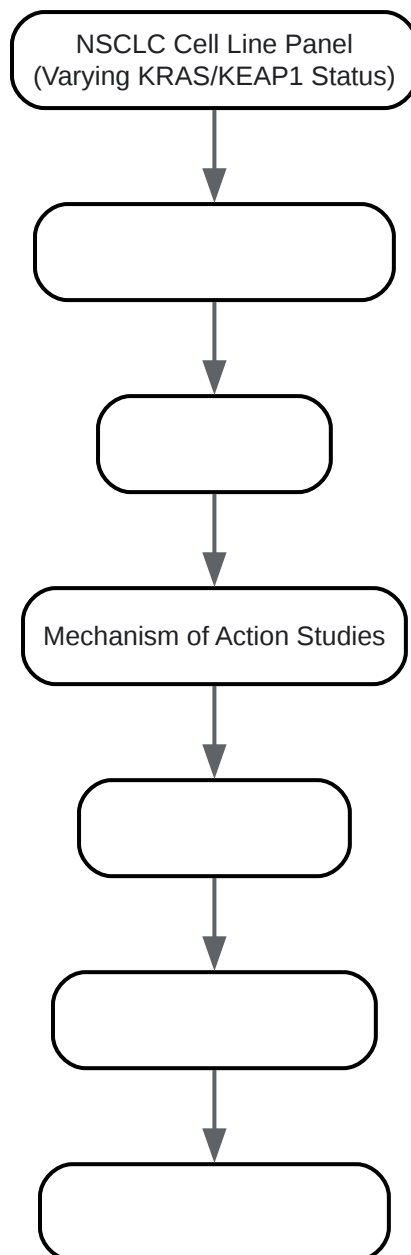 NSCLC Cell Line Panel
(Varying KRAS/KEAP1 Status)
Mechanism of Action Studies